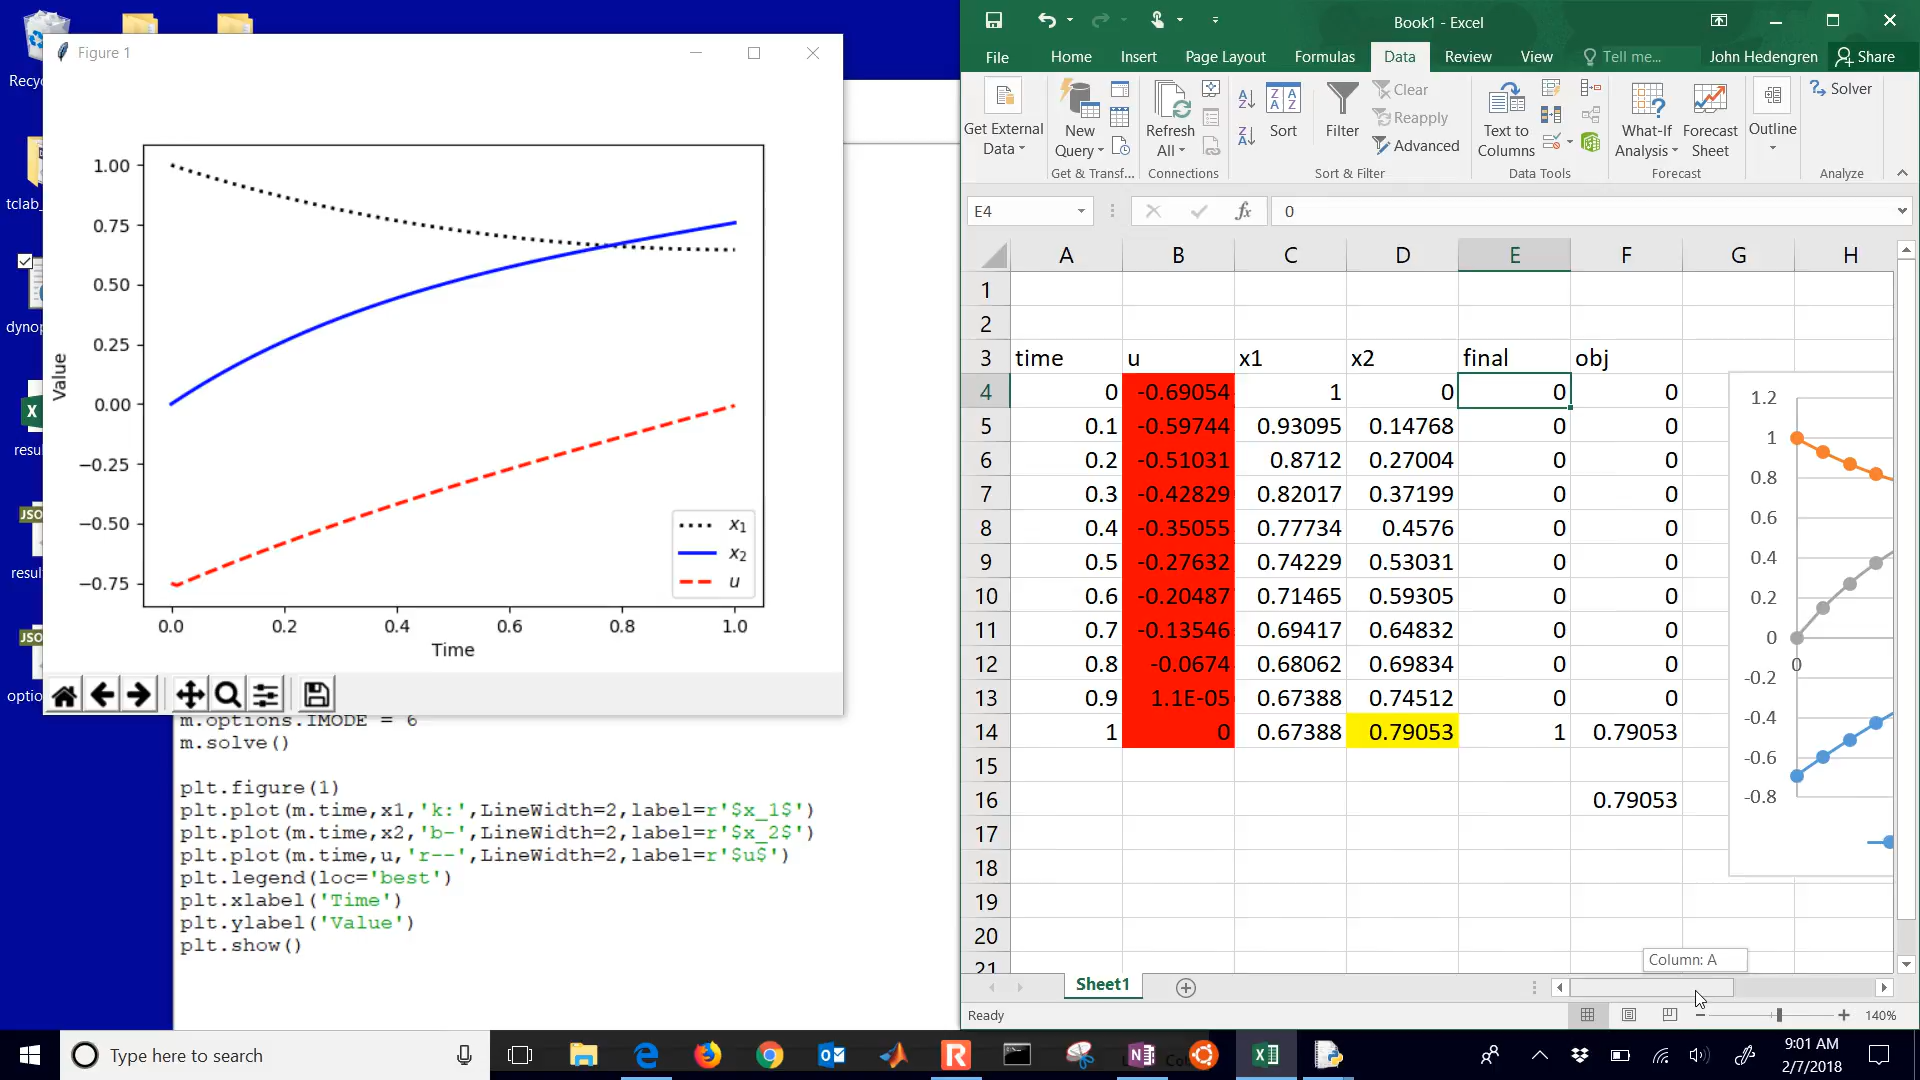 Recyc
tclab_
dynop
resul
JSO
result
JSO
optio
Figure 1
1.00
0.75
0.50
0.25
0.00
−0.25
−0.50
−0.75
Value
0.0 0.2 0.4 0.6 0.8 1.0
Time
x1
x2
u
m.options.IMODE = 6
m.solve()
plt.figure(1)
plt.plot(m.time,x1,'k:',LineWidth=2,label=r'$x_1$')
plt.plot(m.time,x2,'b-',LineWidth=2,label=r'$x_2$')
plt.plot(m.time,u,'r--',LineWidth=2,label=r'$u$')
plt.legend(loc='best')
plt.xlabel('Time')
plt.ylabel('Value')
plt.show()
Book1 - Excel
File Home Insert Page Layout Formulas Data Review View Tell me... John Hedengren Share
Get External Data
New Query
Refresh All
Sort
Filter
Clear
Reapply
Advanced
Text to Columns
What-If Analysis
Forecast Sheet
Outline
Solver
Get & Transf... Connections Sort & Filter Data Tools Forecast Analyze
E4 fx 0
A B C D E F G H
1
2
3 time u x1 x2 final obj
4 0 -0.69054 1 0 0 0
5 0.1 -0.59744 0.93095 0.14768 0 0
6 0.2 -0.51031 0.8712 0.27004 0 0
7 0.3 -0.42829 0.82017 0.37199 0 0
8 0.4 -0.35055 0.77734 0.4576 0 0
9 0.5 -0.27632 0.74229 0.53031 0 0
10 0.6 -0.20487 0.71465 0.59305 0 0
11 0.7 -0.13546 0.69417 0.64832 0 0
12 0.8 -0.0674 0.68062 0.69834 0 0
13 0.9 1.1E-05 0.67388 0.74512 0 0
14 1 0 0.67388 0.79053 1 0.79053
15
16 0.79053
17
18
19
20
21
1.2
1
0.8
0.6
0.4
0.2
0
-0.2
-0.4
-0.6
-0.8
0
Column: A
Sheet1
Ready
140%
Type here to search
9:01 AM
2/7/2018